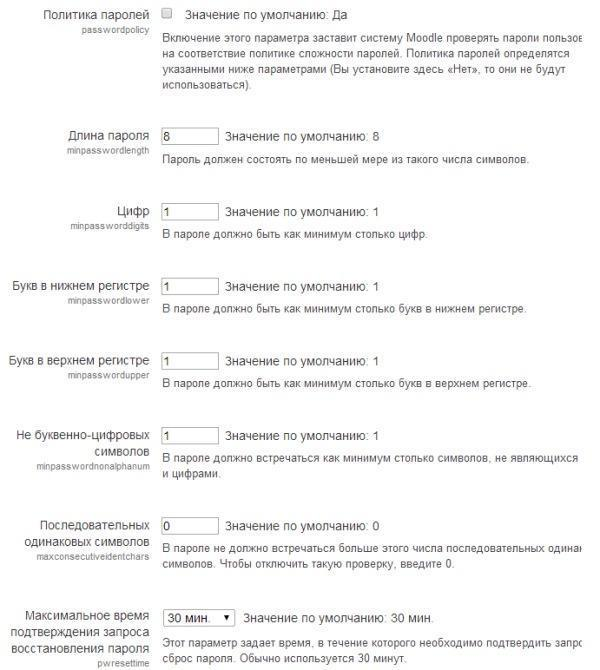 Политика паролей
passwordpolicy
Значение по умолчанию: Да
Включение этого параметра заставит систему Moodle проверять пароли
на соответствие политике сложности паролей. Политика паролей определятся
указанными ниже параметрами (Вы установите здесь «Нет», то они не будут
использоваться).
Длина пароля
minpasswordlength
8 Значение по умолчанию: 8
Пароль должен состоять по меньшей мере из такого числа символов.
Цифр
minpassworddigits
1 Значение по умолчанию: 1
В пароле должно быть как минимум столько цифр.
Букв в нижнем регистре
minpasswordlower
1 Значение по умолчанию: 1
В пароле должно быть как минимум столько букв в нижнем регистре.
Букв в верхнем регистре
minpasswordupper
1 Значение по умолчанию: 1
В пароле должно быть как минимум столько букв в верхнем регистре.
Не буквенно-цифровых
символов
minpasswordnonalphanum
1 Значение по умолчанию: 1
В пароле должно встречаться как минимум столько символов, не являющихся
и цифрами.
Последовательных
одинаковых символов
maxconsecutiveidentchars
0 Значение по умолчанию: 0
В пароле не должно встречаться больше этого числа последовательных
символов. Чтобы отключить такую проверку, введите 0.
Максимальное время
подтверждения запроса
восстановления пароля
pwresettime
30 мин. Значение по умолчанию: 30 мин.
Этот параметр задает время, в течение которого необходимо подтвердить
сброс пароля. Обычно используется 30 минут.